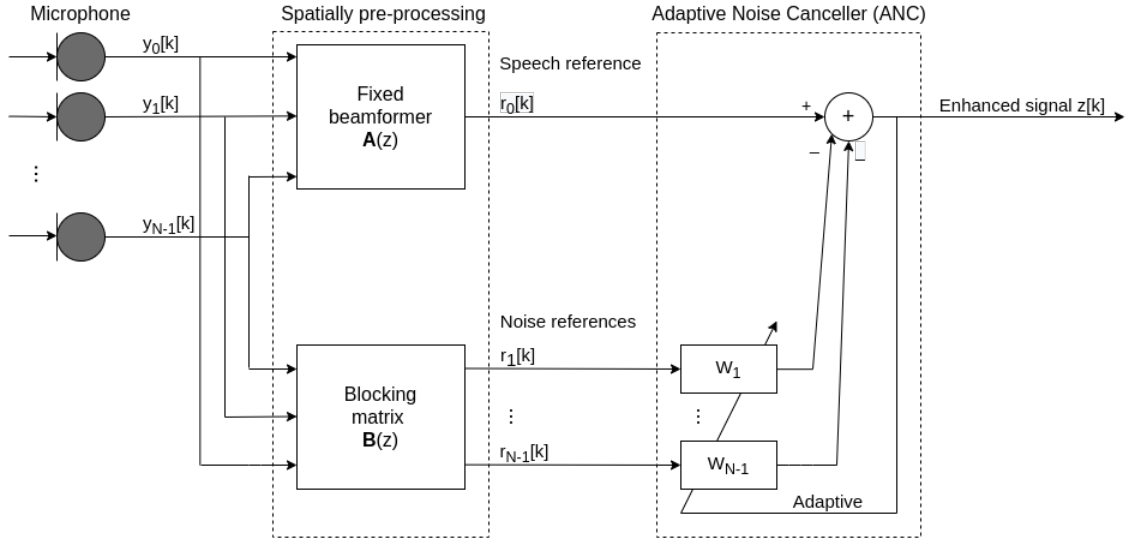 Microphone
Spatially pre-processing
Adaptive Noise Canceller (ANC)
y0[k]
Speech reference
y1[k]
Fixed
beamformer
A(z)
r0[k]
+
+
Enhanced signal z[k]
–
_
⋮
yN-1[k]
Noise references
r1[k]
W1
Blocking
matrix
B(z)
⋮
⋮
rN-1[k]
WN-1
Adaptive